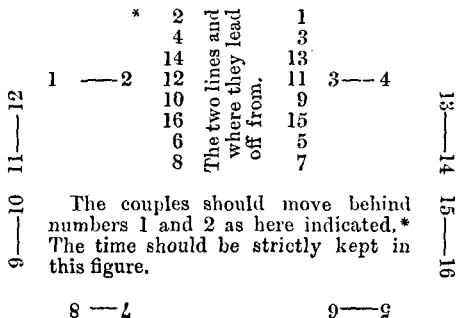 * 2 1
4 3
14 13
1 —2 12 11 3—4
10 9
16 15
6 5
8 7
The two lines and
where they lead
off from.
11—12
13—14
9—10
15—16
The couples should move behind
numbers 1 and 2 as here indicated.*
The time should be strictly kept in
this figure.
8 —7 6—5